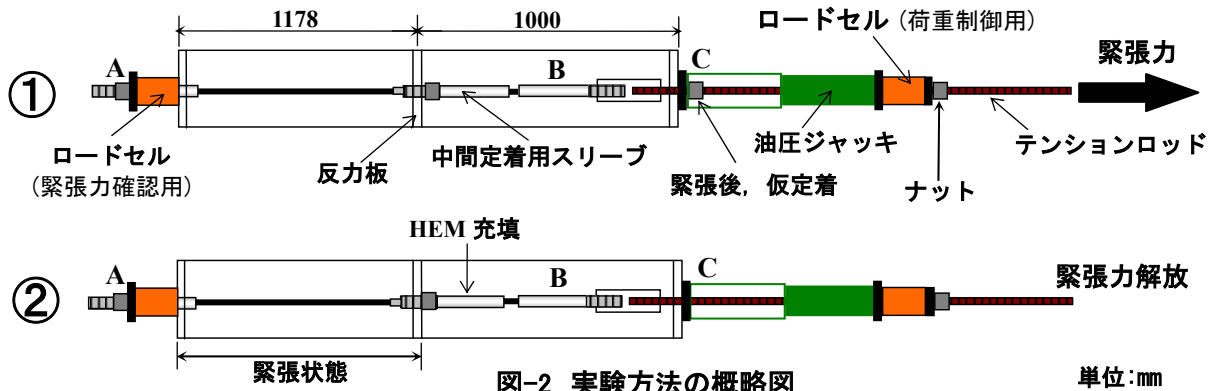 1178
1000
ロードセル (荷重制御用)
緊張力
①
A
B
C
ロードセル
(緊張力確認用)
反力板
中間定着用スリーブ
油圧ジャッキ
緊張後,仮定着
ナット
テンションロッド
HEM 充填
②
A
B
C
緊張力解放
緊張状態
図-2 実験方法の概略図
単位:mm